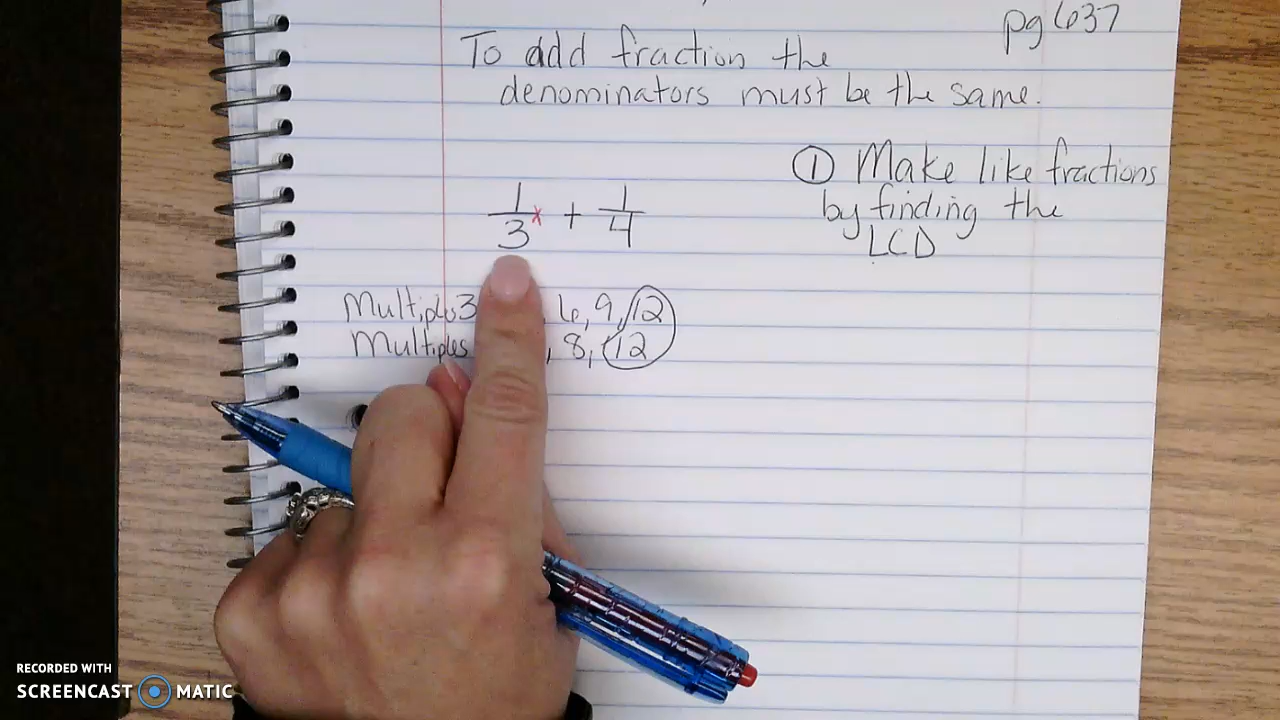 pg 637
To add fraction the
denominators must be the same.
① Make like fractions
by finding the
LCD
1/3 x + 1/4
Multiples 3 , 6, 9, 12
Multiples , 8, 12
RECORDED WITH
SCREENCAST MATIC